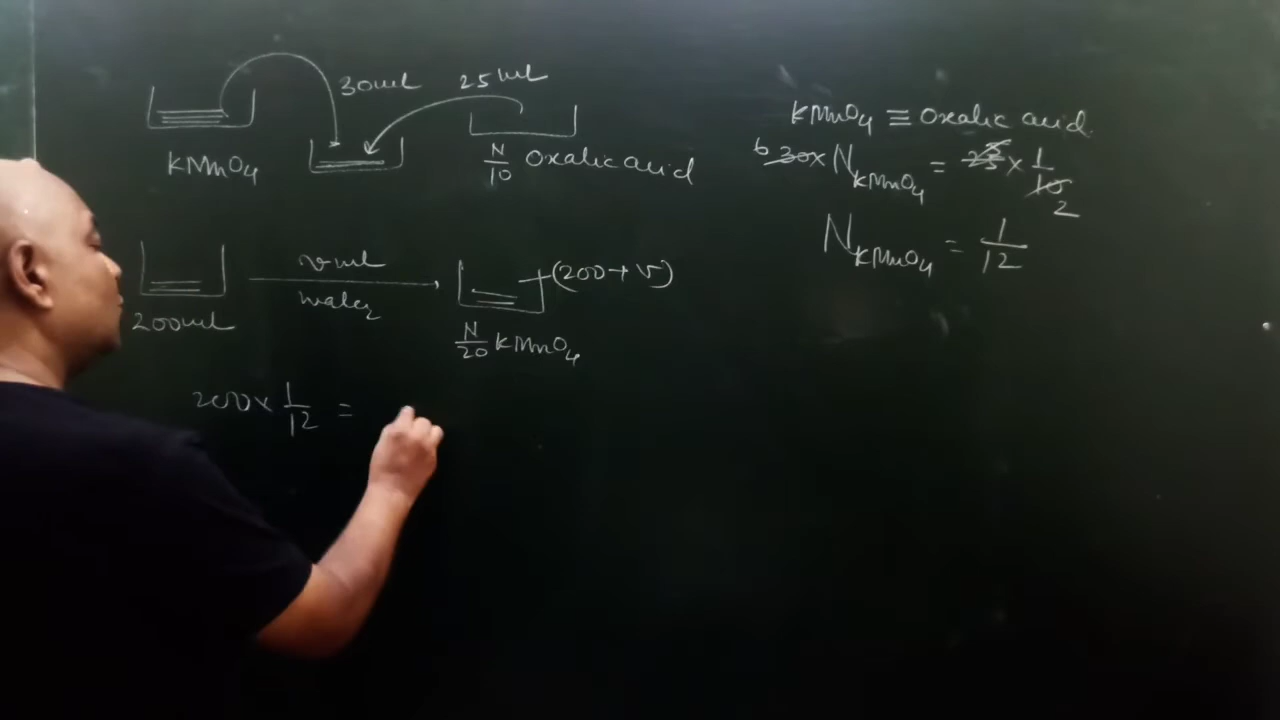 30ml 25ml
KMnO4 N/10 Oxalic acid
v ml
water
200ml (200+v)
N/20 KMnO4
200 × 1/12 =
KMnO4 ≡ Oxalic acid.
6 30 × N KMnO4 = 25 5 × 1/10 2
N KMnO4 = 1/12